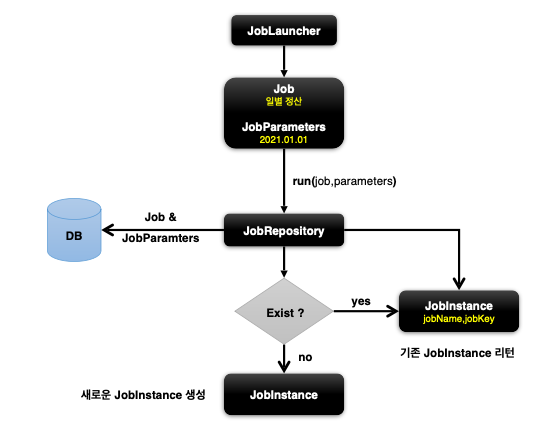 JobLauncher
Job
일별 정산
JobParameters
2021.01.01
run(job,parameters)
Job &
JobParamters
DB
JobRepository
Exist ?
yes
JobInstance
jobName,jobKey
기존 JobInstance 리턴
no
새로운 JobInstance 생성
JobInstance